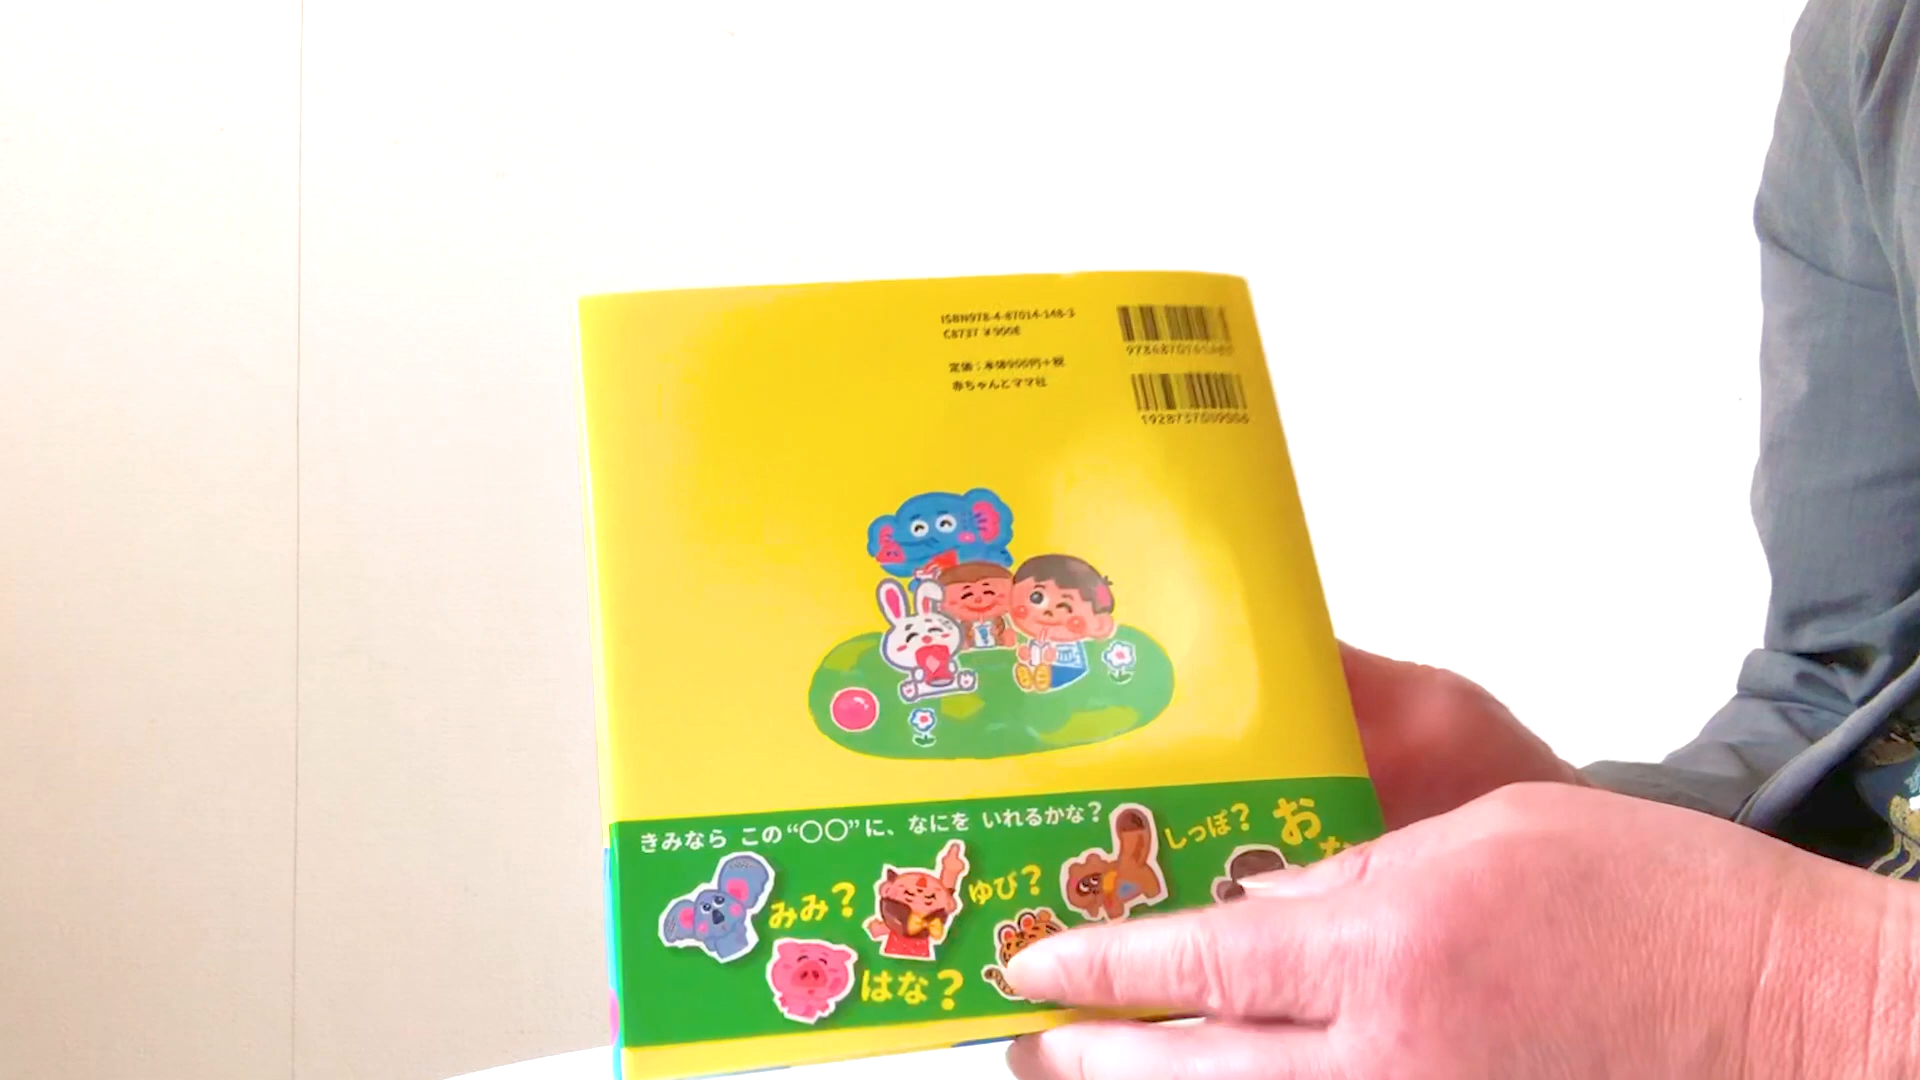 ISBN978-4-87014-148-3
C8737 ¥900E
定価：本体900円＋税
赤ちゃんとママ社
1928737009006
きみなら この“〇〇”に、なにを いれるかな？
みみ？
ゆび？
しっぽ？
はな？
お